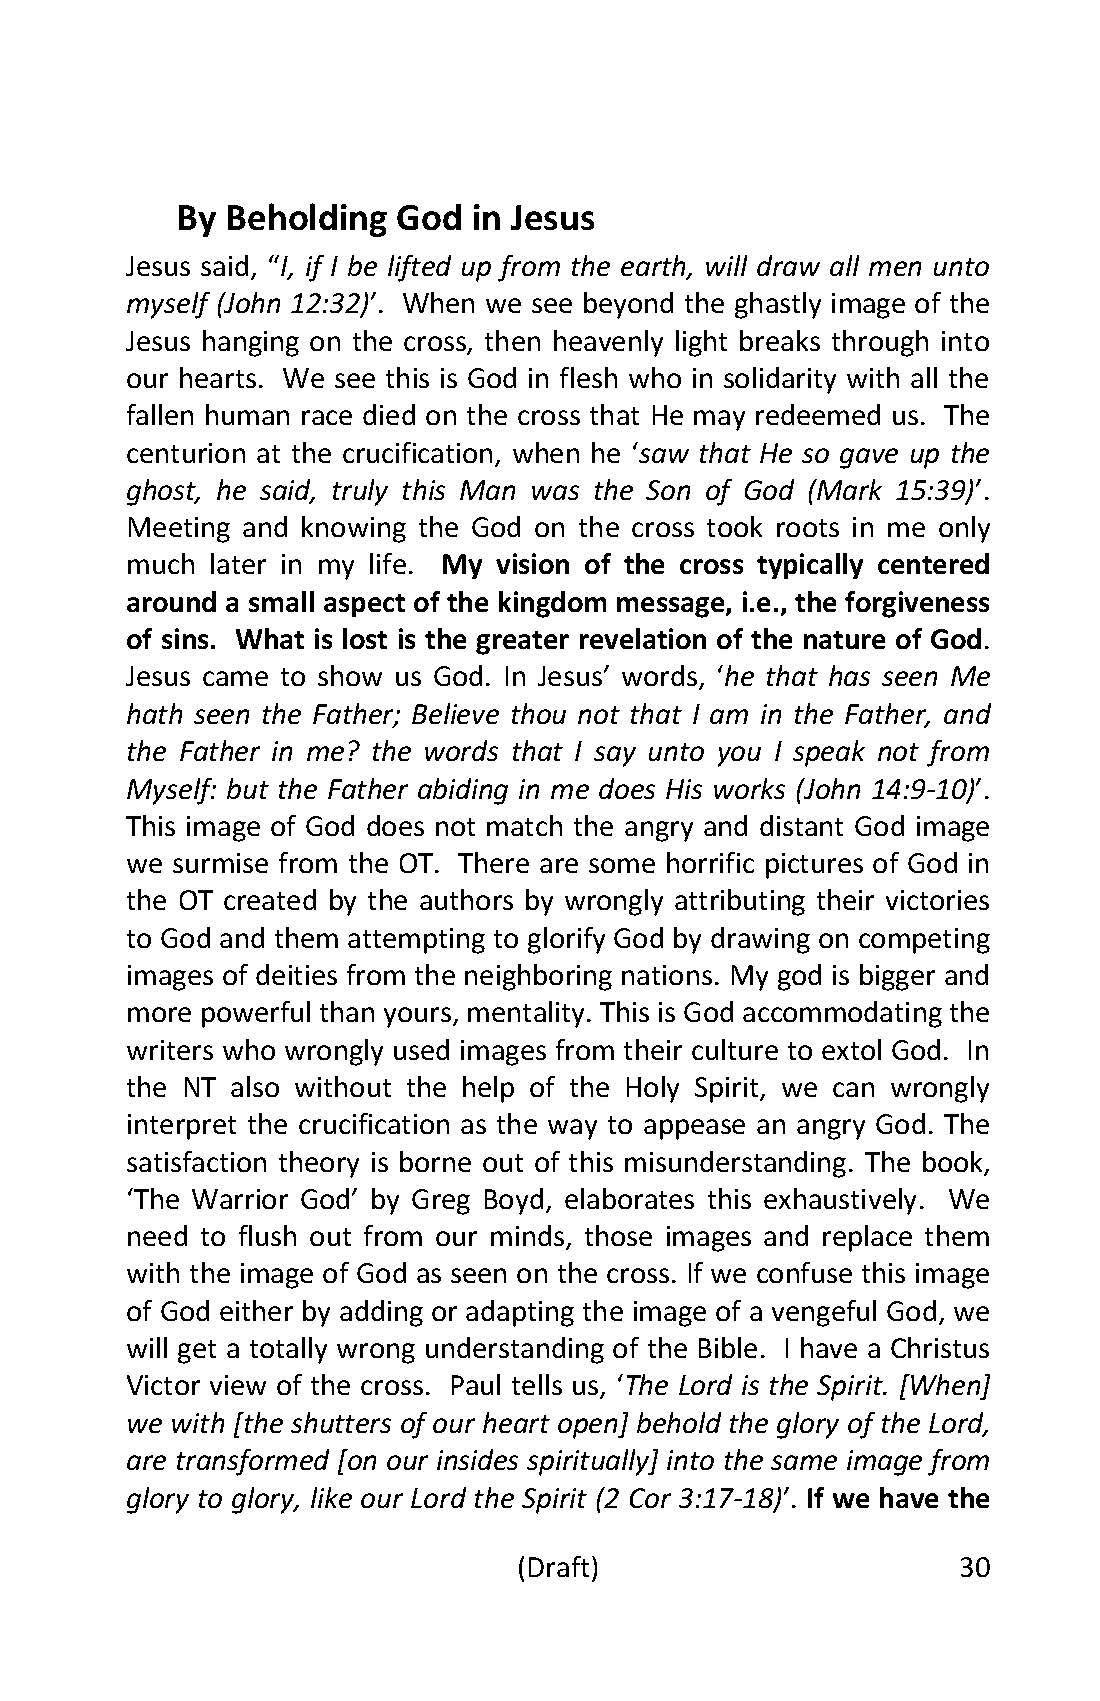 By Beholding God in Jesus
Jesus said, “I, if I be lifted up from the earth, will draw all men unto
myself (John 12:32)’.  When we see beyond the ghastly image of the
Jesus hanging on the cross, then heavenly light breaks through into
our hearts.  We see this is God in flesh who in solidarity with all the
fallen human race died on the cross that He may redeemed us.  The
centurion at the crucification, when he ‘saw that He so gave up the
ghost, he said, truly this Man was the Son of God (Mark 15:39)’.
Meeting and knowing the God on the cross took roots in me only
much later in my life.  My vision of the cross typically centered
around a small aspect of the kingdom message, i.e., the forgiveness
of sins.  What is lost is the greater revelation of the nature of God.
Jesus came to show us God. In Jesus’ words, ‘he that has seen Me
hath seen the Father; Believe thou not that I am in the Father, and
the Father in me? the words that I say unto you I speak not from
Myself: but the Father abiding in me does His works (John 14:9-10)’.
This image of God does not match the angry and distant God image
we surmise from the OT.  There are some horrific pictures of God in
the OT created by the authors by wrongly attributing their victories
to God and them attempting to glorify God by drawing on competing
images of deities from the neighboring nations. My god is bigger and
more powerful than yours, mentality. This is God accommodating the
writers who wrongly used images from their culture to extol God.  In
the NT also without the help of the Holy Spirit, we can wrongly
interpret the crucification as the way to appease an angry God. The
satisfaction theory is borne out of this misunderstanding. The book,
‘The Warrior God’ by Greg Boyd, elaborates this exhaustively.  We
need to flush out from our minds, those images and replace them
with the image of God as seen on the cross. If we confuse this image
of God either by adding or adapting the image of a vengeful God, we
will get a totally wrong understanding of the Bible.  I have a Christus
Victor view of the cross.  Paul tells us, ‘The Lord is the Spirit. [When]
we with [the shutters of our heart open] behold the glory of the Lord,
are transformed [on our insides spiritually] into the same image from
glory to glory, like our Lord the Spirit (2 Cor 3:17-18)’. If we have the
(Draft) 30